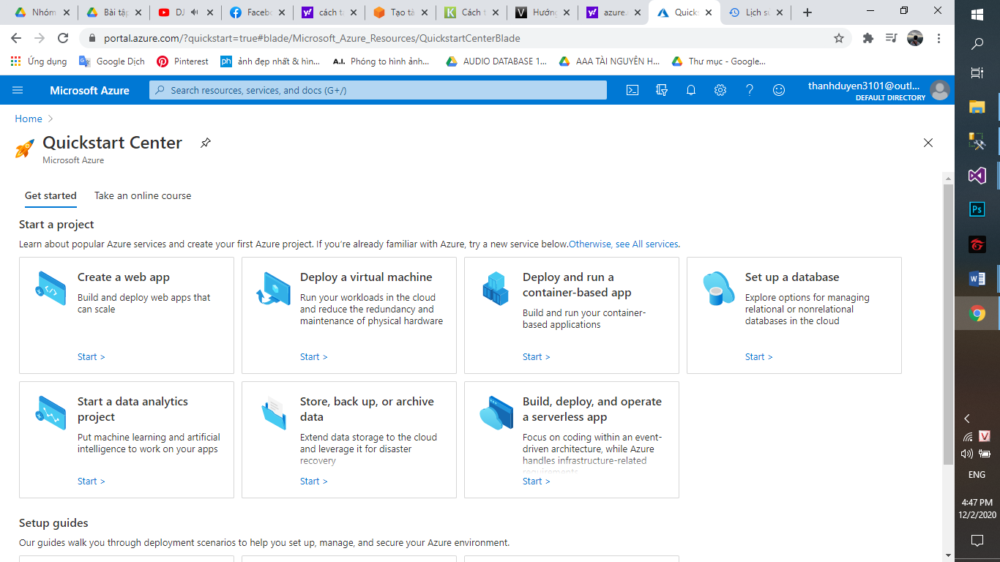 Nhóm
Bài tập
DJ
Facebo
cách tạ
Tạo tà
Cách t
Hướng
azure.
Quicks
Lịch sử
portal.azure.com/?quickstart=true#blade/Microsoft_Azure_Resources/QuickstartCenterBlade
Ứng dụng
Google Dịch
Pinterest
ảnh đẹp nhất & hìn...
A.I. Phóng to hình ảnh...
AUDIO DATABASE 1...
AAA TÀI NGUYÊN H...
Thư mục - Google...
Microsoft Azure
Search resources, services, and docs (G+/)
thanhduyen3101@outl...
DEFAULT DIRECTORY
Home
Quickstart Center
Microsoft Azure
Get started
Take an online course
Start a project
Learn about popular Azure services and create your first Azure project. If you're already familiar with Azure, try a new service below.Otherwise, see All services.
Create a web app
Build and deploy web apps that
can scale
Start >
Deploy a virtual machine
Run your workloads in the cloud
and reduce the redundancy and
maintenance of physical hardware
Start >
Deploy and run a
container-based app
Build and run your container-
based applications
Start >
Set up a database
Explore options for managing
relational or nonrelational
databases in the cloud
Start >
Start a data analytics
project
Put machine learning and artificial
intelligence to work on your apps
Start >
Store, back up, or archive
data
Extend data storage to the cloud
and leverage it for disaster
recovery
Start >
Build, deploy, and operate
a serverless app
Focus on coding within an event-
driven architecture, while Azure
handles infrastructure-related
requirements
Start >
Setup guides
Our guides walk you through deployment scenarios to help you set up, manage, and secure your Azure environment.
ENG
4:47 PM
12/2/2020